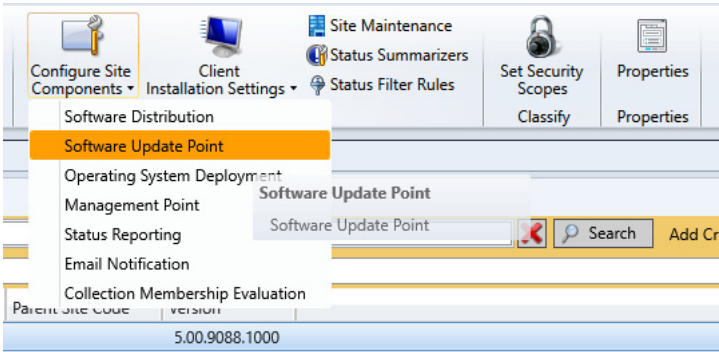 Site Maintenance
Status Summarizers
Status Filter Rules
Configure Site
Components
Client
Installation Settings
Set Security
Scopes
Properties
Classify
Properties
Software Distribution
Software Update Point
Operating System Deployment
Management Point
Status Reporting
Email Notification
Collection Membership Evaluation
Software Update Point
Software Update Point
Search
Add Cr
Parent Site Code
Version
5.00.9088.1000